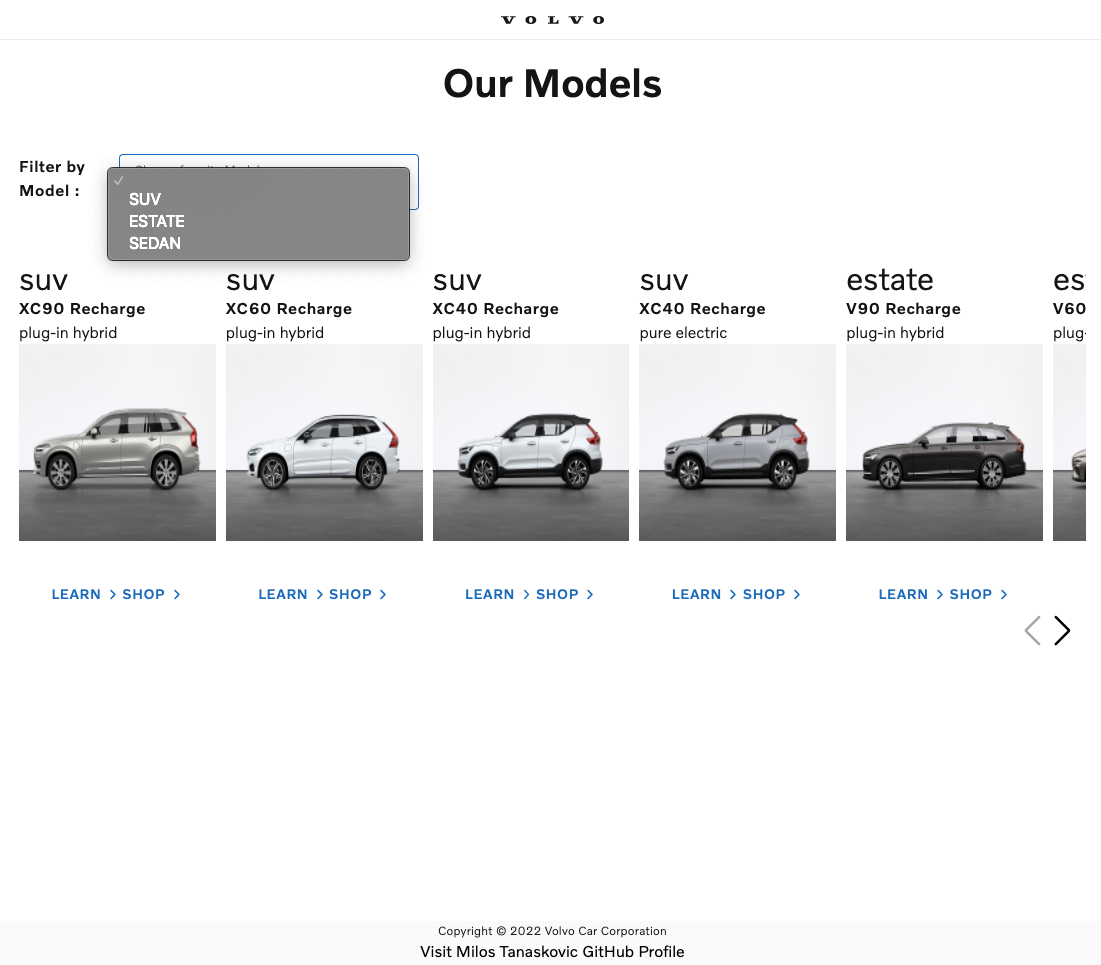 VOLVO
Our Models
Filter by
Model :
SUV
ESTATE
SEDAN
suv
XC90 Recharge
plug-in hybrid
LEARN SHOP
suv
XC60 Recharge
plug-in hybrid
LEARN SHOP
suv
XC40 Recharge
plug-in hybrid
LEARN SHOP
suv
XC40 Recharge
pure electric
LEARN SHOP
estate
V90 Recharge
plug-in hybrid
LEARN SHOP
es
V60
plug-
Copyright © 2022 Volvo Car Corporation
Visit Milos Tanaskovic GitHub Profile